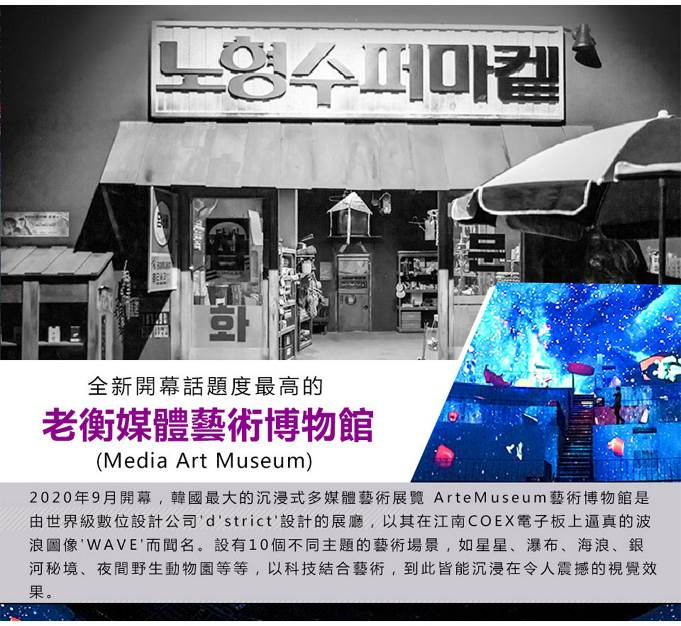 노형수퍼마켙
문
화
全新開幕話題度最高的
老衡媒體藝術博物館
(Media Art Museum)
2020年9月開幕，韓國最大的沉浸式多媒體藝術展覽 ArteMuseum藝術博物館是
由世界級數位設計公司'd'strict'設計的展廳，以其在江南COEX電子板上逼真的波
浪圖像'WAVE'而聞名。設有10個不同主題的藝術場景，如星星、瀑布、海浪、銀
河秘境、夜間野生動物園等等，以科技結合藝術，到此皆能沉浸在令人震撼的視覺效
果。